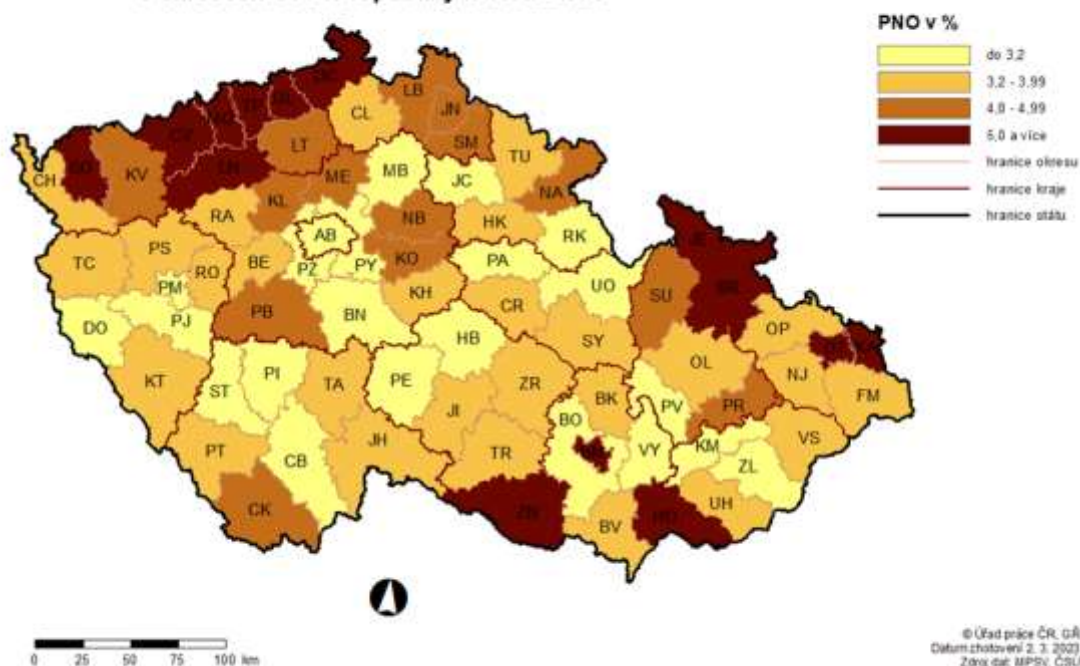 PNO v %
do 3,2
3,2 - 3,99
4,0 - 4,99
5,0 a více
hranice okresu
hranice kraje
hranice státu
LB
JN
CL
SM
LT
TU
CH
KV
ME
MB
JC
NA
KL
RA
NB
HK
AB
RK
TC
PS
RO
BE
PZ
PY
KO
PA
PM
UO
SU
KH
PB
CR
DO
PJ
BN
OP
HB
SY
OL
KT
ST
PI
TA
PE
ZR
NJ
FM
BK
PV
PR
JI
BO
PT
JH
TR
VY
KM
VS
CB
ZL
CK
UH
BV
0 25 50 75 100 km
© Úřad práce ČR, GŘ
Datum zhotovení 2. 3. 2023
Zdroj dat: MPSV, ČSÚ